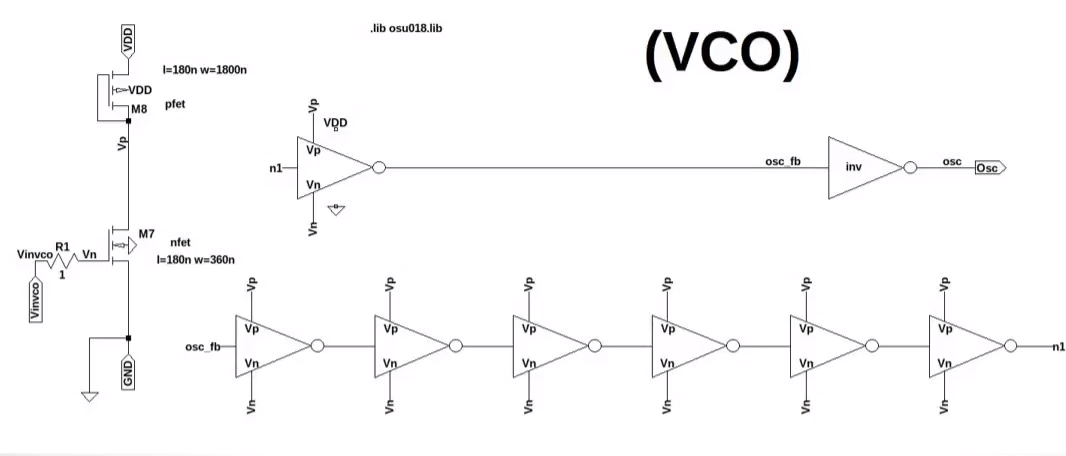 .lib osu018.lib
(VCO)
VDD
l=180n w=1800n
VDD
M8 pfet
Vp
Vp
VDD
Vp
n1
Vn
Vn
osc_fb
inv
osc
Osc
M7
nfet
l=180n w=360n
Vinvco
R1
1
Vn
Vinvco
GND
Vp Vp Vp Vp Vp Vp
Vp Vp Vp Vp Vp Vp
osc_fb n1
Vn Vn Vn Vn Vn Vn
Vn Vn Vn Vn Vn Vn